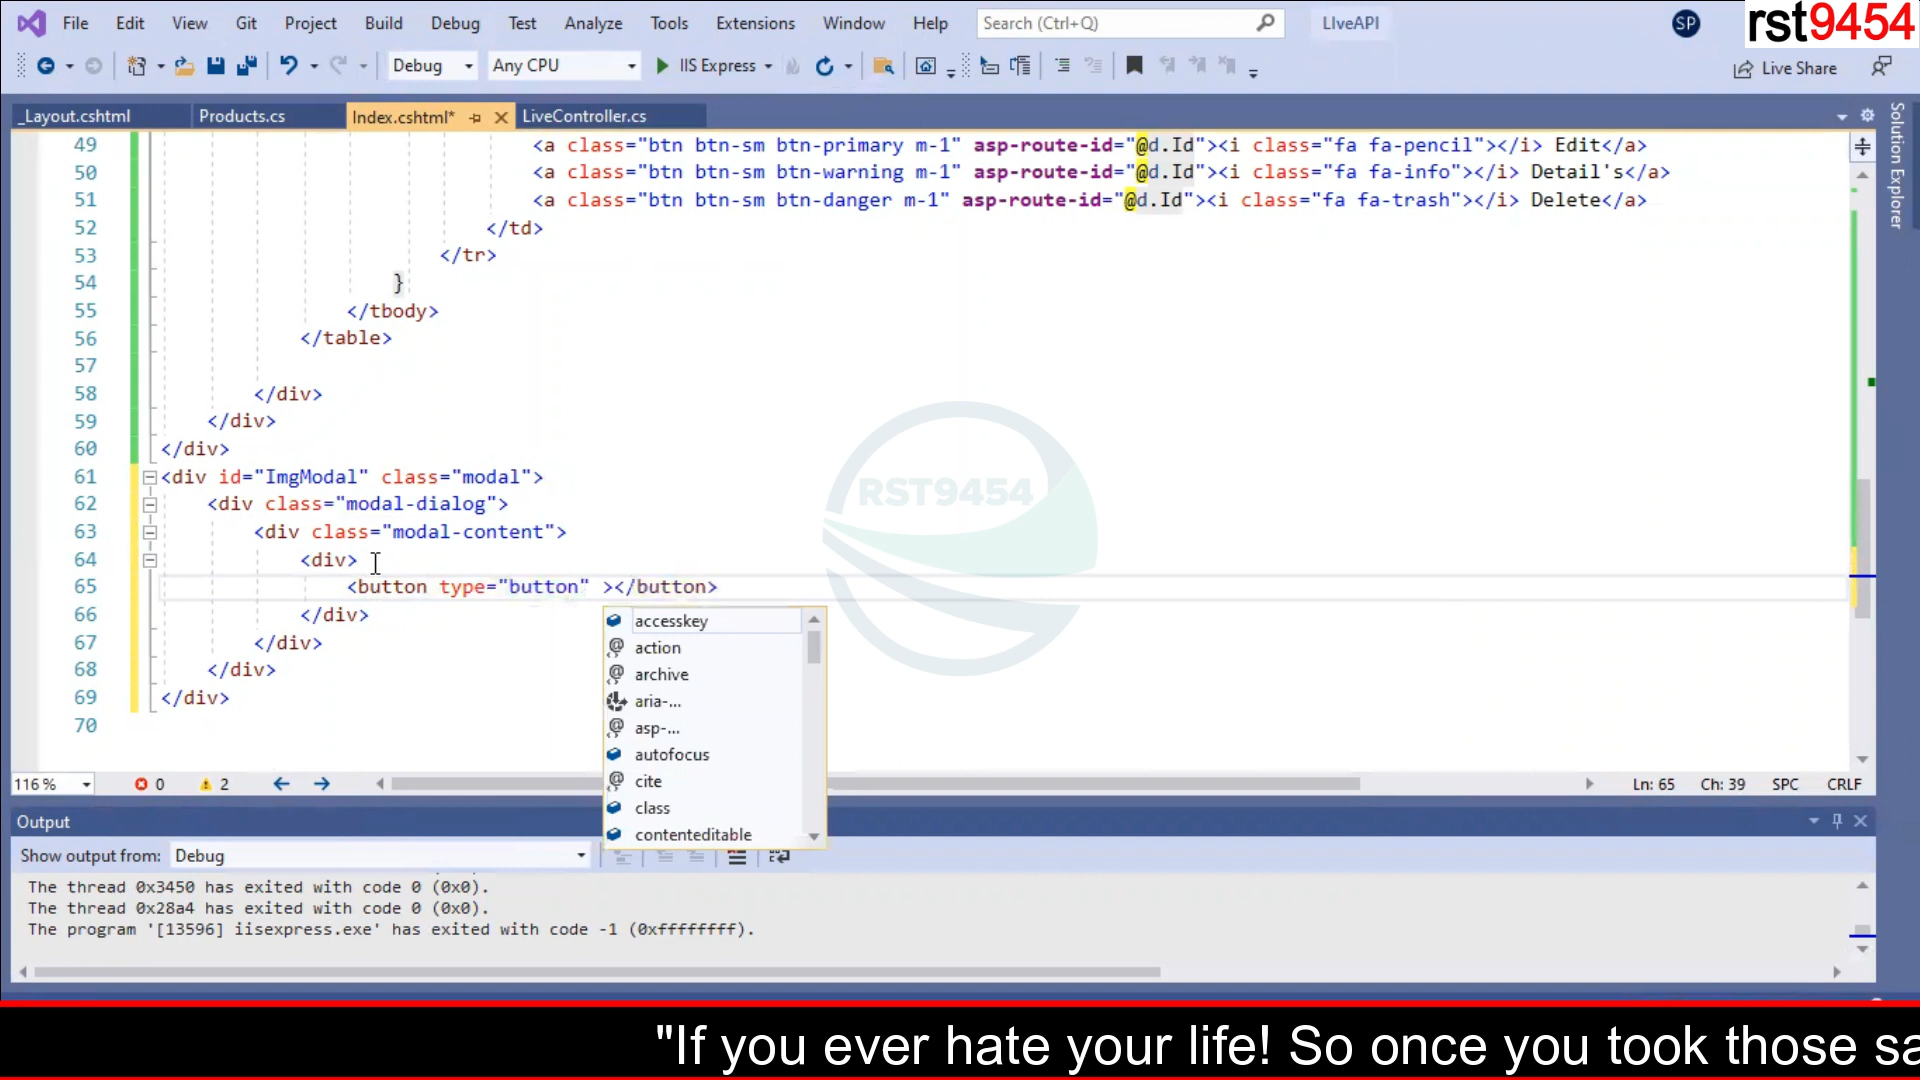 File Edit View Git Project Build Debug Test Analyze Tools Extensions Window Help Search (Ctrl+Q) LIveAPI SP rst9454
Debug Any CPU IIS Express Live Share
_Layout.cshtml Products.cs Index.cshtml* LiveController.cs
Solution Explorer
49 <a class="btn btn-sm btn-primary m-1" asp-route-id="@d.Id"><i class="fa fa-pencil"></i> Edit</a>
50 <a class="btn btn-sm btn-warning m-1" asp-route-id="@d.Id"><i class="fa fa-info"></i> Detail's</a>
51 <a class="btn btn-sm btn-danger m-1" asp-route-id="@d.Id"><i class="fa fa-trash"></i> Delete</a>
52 </td>
53 </tr>
54 }
55 </tbody>
56 </table>
57
58 </div>
59 </div>
60 </div>
61 <div id="ImgModal" class="modal">
62 <div class="modal-dialog">
63 <div class="modal-content">
64 <div>
65 <button type="button" ></button>
66 </div>
67 </div>
68 </div>
69 </div>
70
RST9454
accesskey
action
archive
aria-...
asp-...
autofocus
cite
class
contenteditable
116 % 0 2 Ln: 65 Ch: 39 SPC CRLF
Output
Show output from: Debug
The thread 0x3450 has exited with code 0 (0x0).
The thread 0x28a4 has exited with code 0 (0x0).
The program '[13596] iisexpress.exe' has exited with code -1 (0xffffffff).
"If you ever hate your life! So once you took those sa